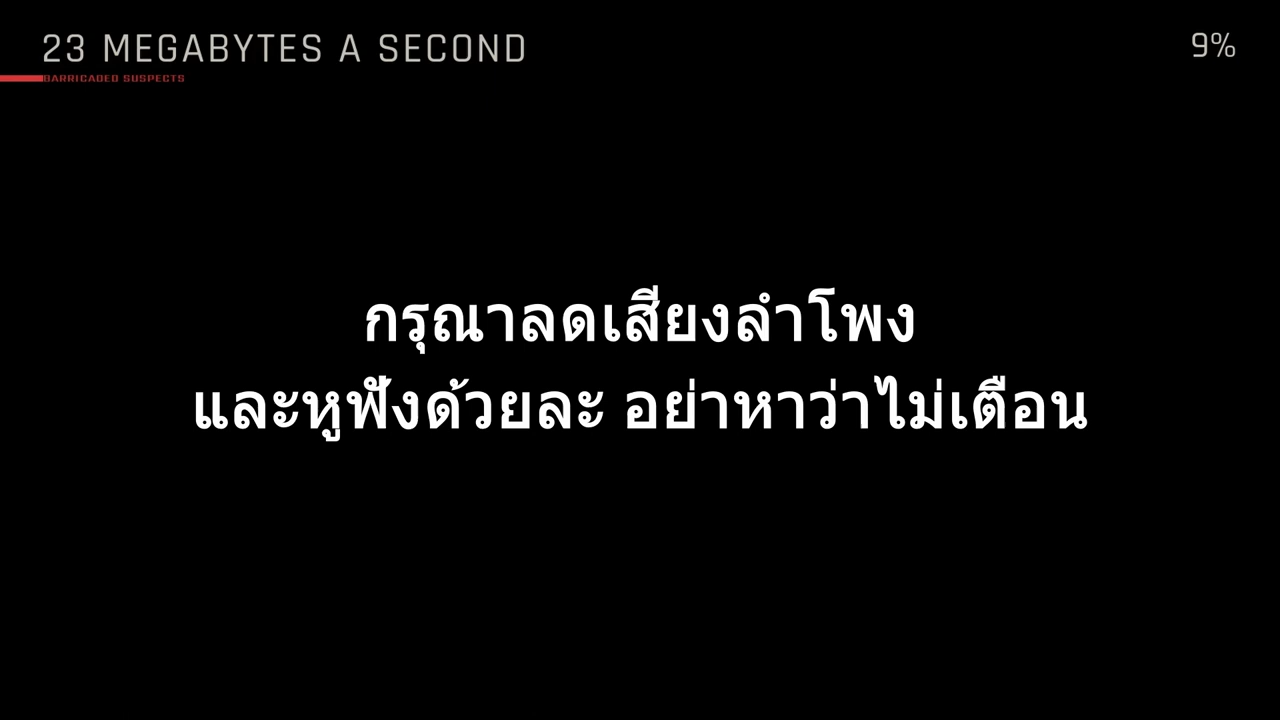 23 MEGABYTES A SECOND
9%
BARRICADED SUSPECTS
กรุณาลดเสียงลำโพง
และหูฟังด้วยละ อย่าหาว่าไม่เตือน